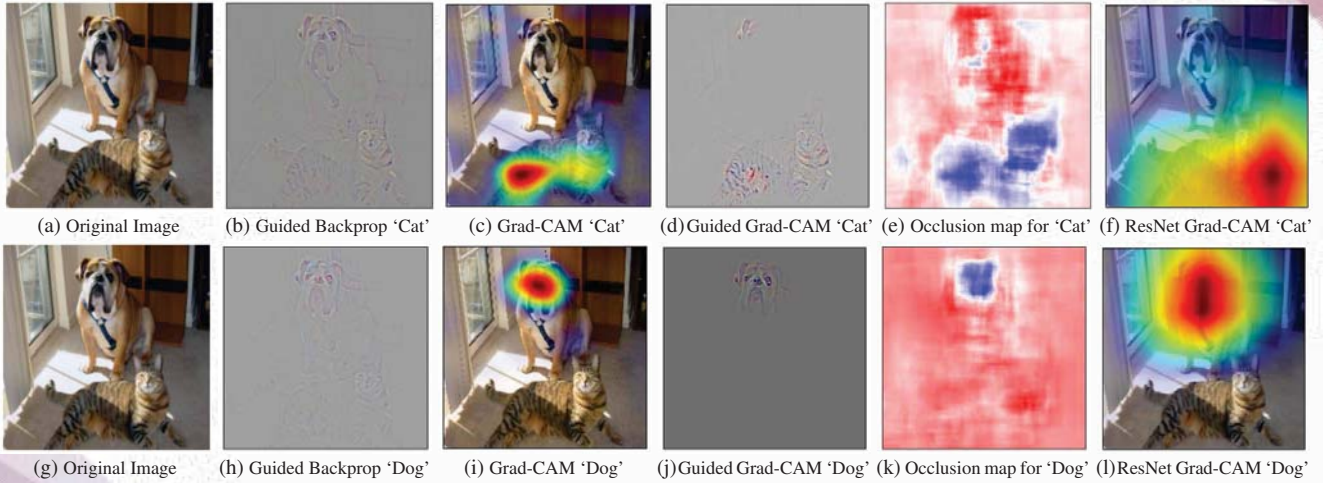 (a) Original Image (b) Guided Backprop ‘Cat’ (c) Grad-CAM ‘Cat’ (d) Guided Grad-CAM ‘Cat’ (e) Occlusion map for ‘Cat’ (f) ResNet Grad-CAM ‘Cat’
(g) Original Image (h) Guided Backprop ‘Dog’ (i) Grad-CAM ‘Dog’ (j)Guided Grad-CAM ‘Dog’ (k) Occlusion map for ‘Dog’ (l)ResNet Grad-CAM ‘Dog’